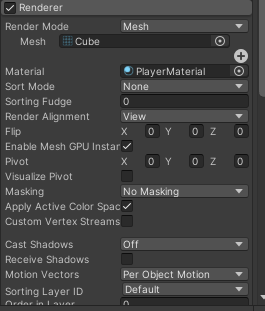 Renderer
Render Mode Mesh
Mesh Cube
Material PlayerMaterial
Sort Mode None
Sorting Fudge 0
Render Alignment View
Flip X 0 Y 0 Z 0
Enable Mesh GPU Instar
Pivot X 0 Y 0 Z 0
Visualize Pivot
Masking No Masking
Apply Active Color Spac
Custom Vertex Streams
Cast Shadows Off
Receive Shadows
Motion Vectors Per Object Motion
Sorting Layer ID Default
Order in Layer 0